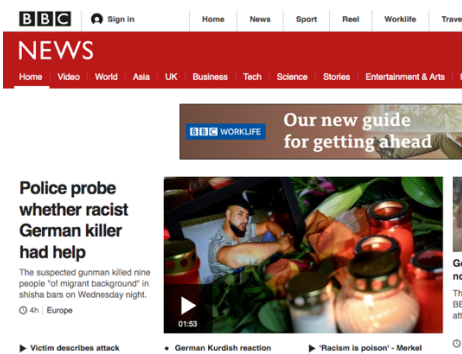 BBC Sign in Home News Sport Reel Worklife
NEWS
Home Video World Asia UK Business Tech Science Stories Entertainment & Arts
BBC WORKLIFE
Our new guide
for getting ahead
Police probe
whether racist
German killer
had help
The suspected gunman killed nine
people "of migrant background" in
shisha bars on Wednesday night.
4h Europe
01:53
Victim describes attack
German Kurdish reaction
'Racism is poison' - Merkel